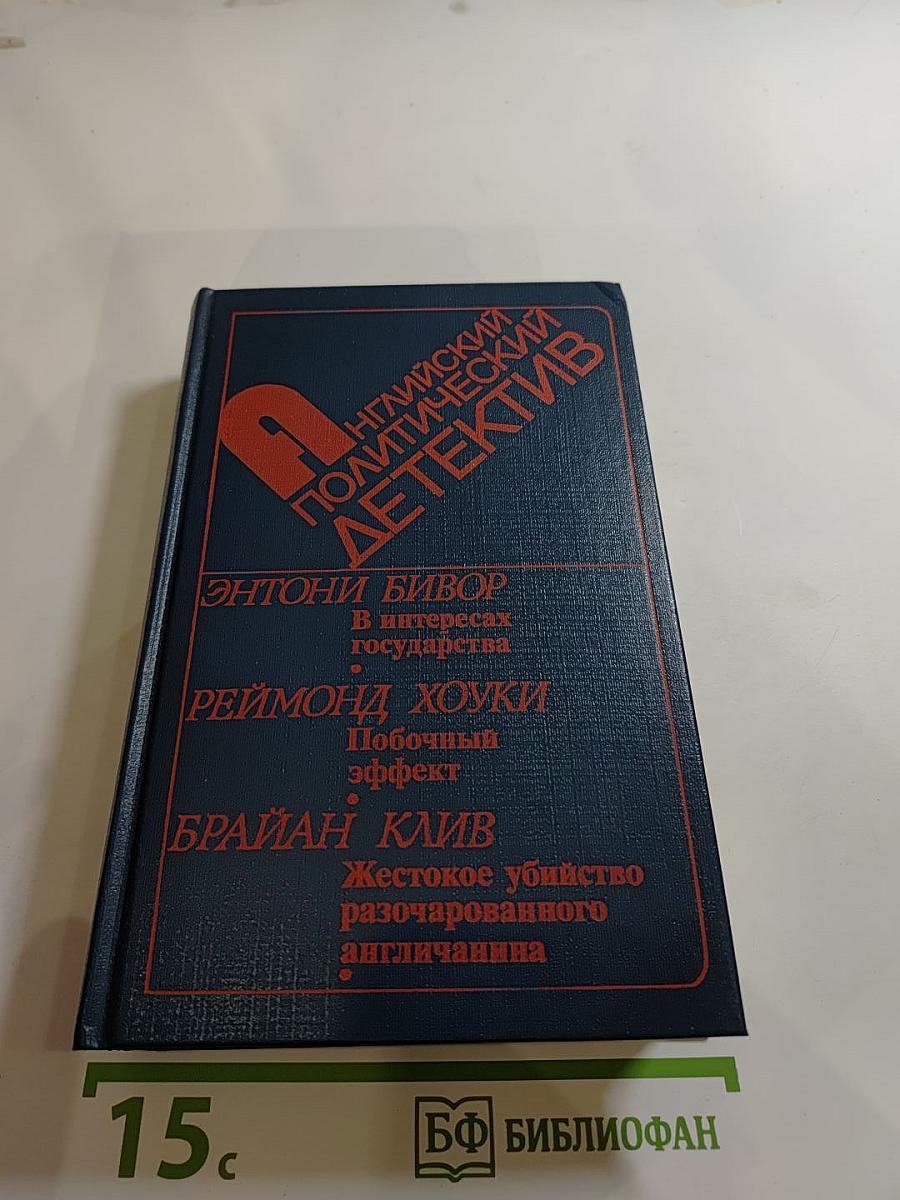 АНГЛИЙСКИЙ
ПОЛИТИЧЕСКИЙ
ДЕТЕКТИВ
ЭНТОНИ БИВОР
В интересах
государства
•
РЕЙМОНД ХОУКИ
Побочный
эффект
•
БРАЙАН КЛИВ
Жестокое убийство
разочарованного
англичанина
•
15 с
БФ БИБЛИОФАН